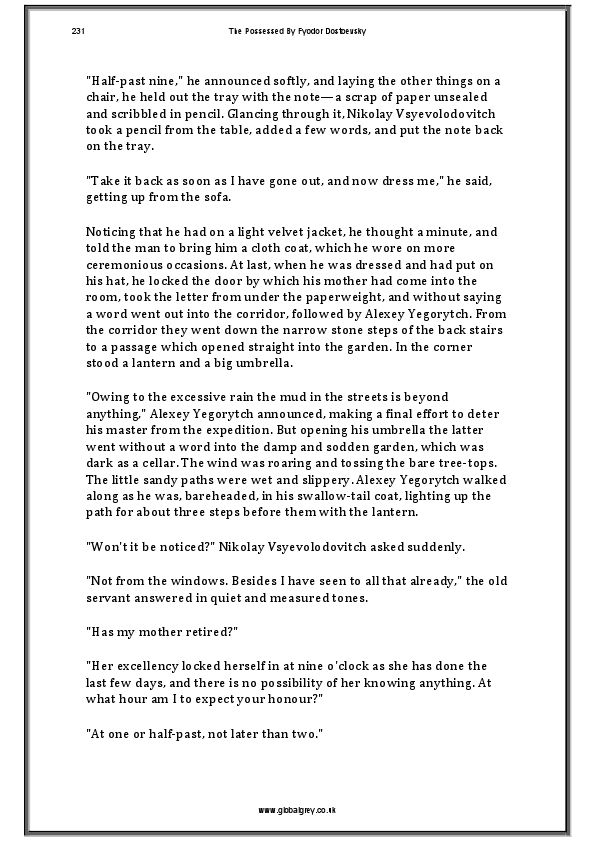 231 The Possessed By Fyodor Dostoevsky
"Half-past nine," he announced softly, and laying the other things on a
chair, he held out the tray with the note—a scrap of paper unsealed
and scribbled in pencil. Glancing through it, Nikolay Vsyevolodovitch
took a pencil from the table, added a few words, and put the note back
on the tray.
"Take it back as soon as I have gone out, and now dress me," he said,
getting up from the sofa.
Noticing that he had on a light velvet jacket, he thought a minute, and
told the man to bring him a cloth coat, which he wore on more
ceremonious occasions. At last, when he was dressed and had put on
his hat, he locked the door by which his mother had come into the
room, took the letter from under the paperweight, and without saying
a word went out into the corridor, followed by Alexey Yegorytch. From
the corridor they went down the narrow stone steps of the back stairs
to a passage which opened straight into the garden. In the corner
stood a lantern and a big umbrella.
"Owing to the excessive rain the mud in the streets is beyond
anything," Alexey Yegorytch announced, making a final effort to deter
his master from the expedition. But opening his umbrella the latter
went without a word into the damp and sodden garden, which was
dark as a cellar. The wind was roaring and tossing the bare tree-tops.
The little sandy paths were wet and slippery. Alexey Yegorytch walked
along as he was, bareheaded, in his swallow-tail coat, lighting up the
path for about three steps before them with the lantern.
"Won't it be noticed?" Nikolay Vsyevolodovitch asked suddenly.
"Not from the windows. Besides I have seen to all that already," the old
servant answered in quiet and measured tones.
"Has my mother retired?"
"Her excellency locked herself in at nine o'clock as she has done the
last few days, and there is no possibility of her knowing anything. At
what hour am I to expect your honour?"
"At one or half-past, not later than two."
www.globalgrey.co.uk